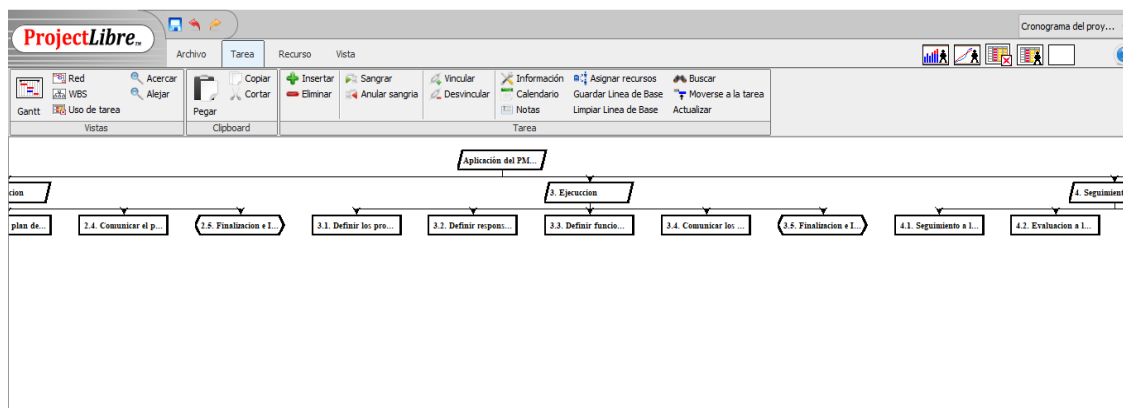 ProjectLibre™
Cronograma del proy...
Archivo Tarea Recurso Vista
Red Acercar Copiar Insertar Sangrar Vincular Información Asignar recursos Buscar
WBS Alejar Cortar Eliminar Anular sangria Desvincular Calendario Guardar Linea de Base Moverse a la tarea
Gantt Uso de tarea Pegar Notas Limpiar Linea de Base Actualizar
Vistas Clipboard Tarea
Aplicación del PM...
cion 3. Ejecuccion 4. Seguimient
plan de... 2.4. Comunicar el p... 2.5. Finalizacion e I... 3.1. Definir los pro... 3.2. Definir respons... 3.3. Definir funcio... 3.4. Comunicar los ... 3.5. Finalizacion e I... 4.1. Seguimiento a l... 4.2. Evaluacion a l...